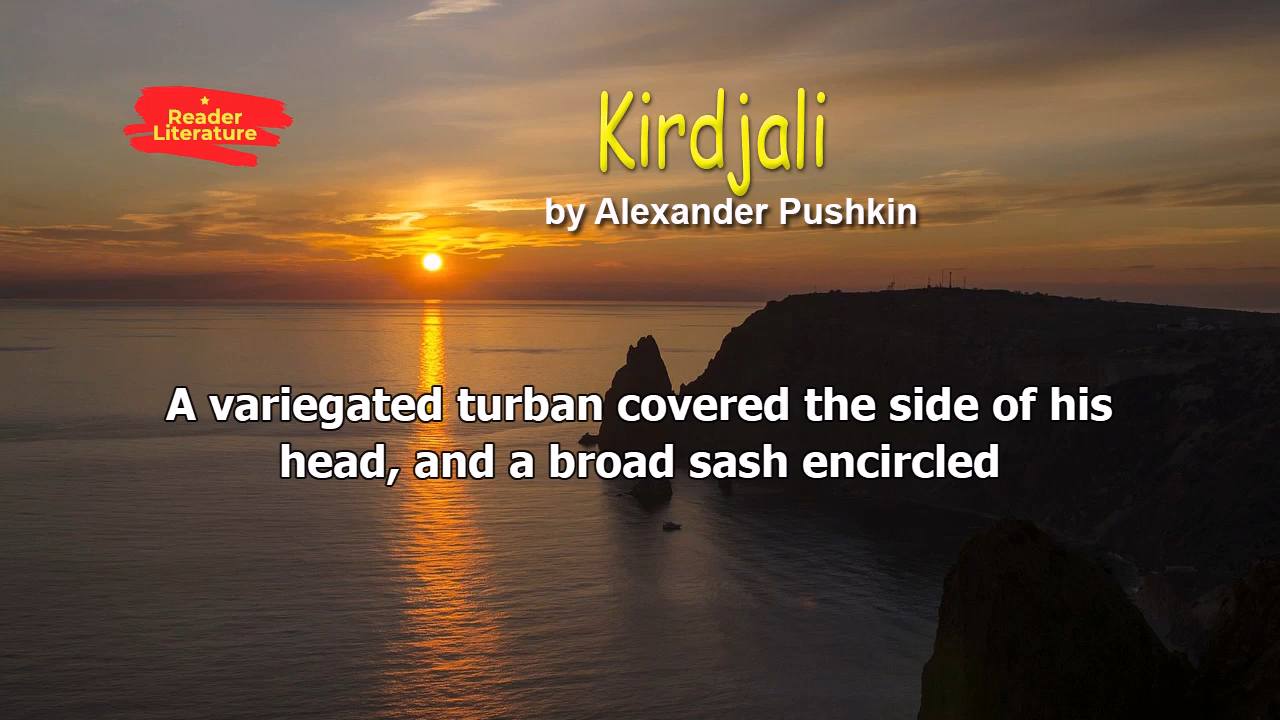 Reader
Literature
Kirdjali
by Alexander Pushkin
A variegated turban covered the side of his
head, and a broad sash encircled